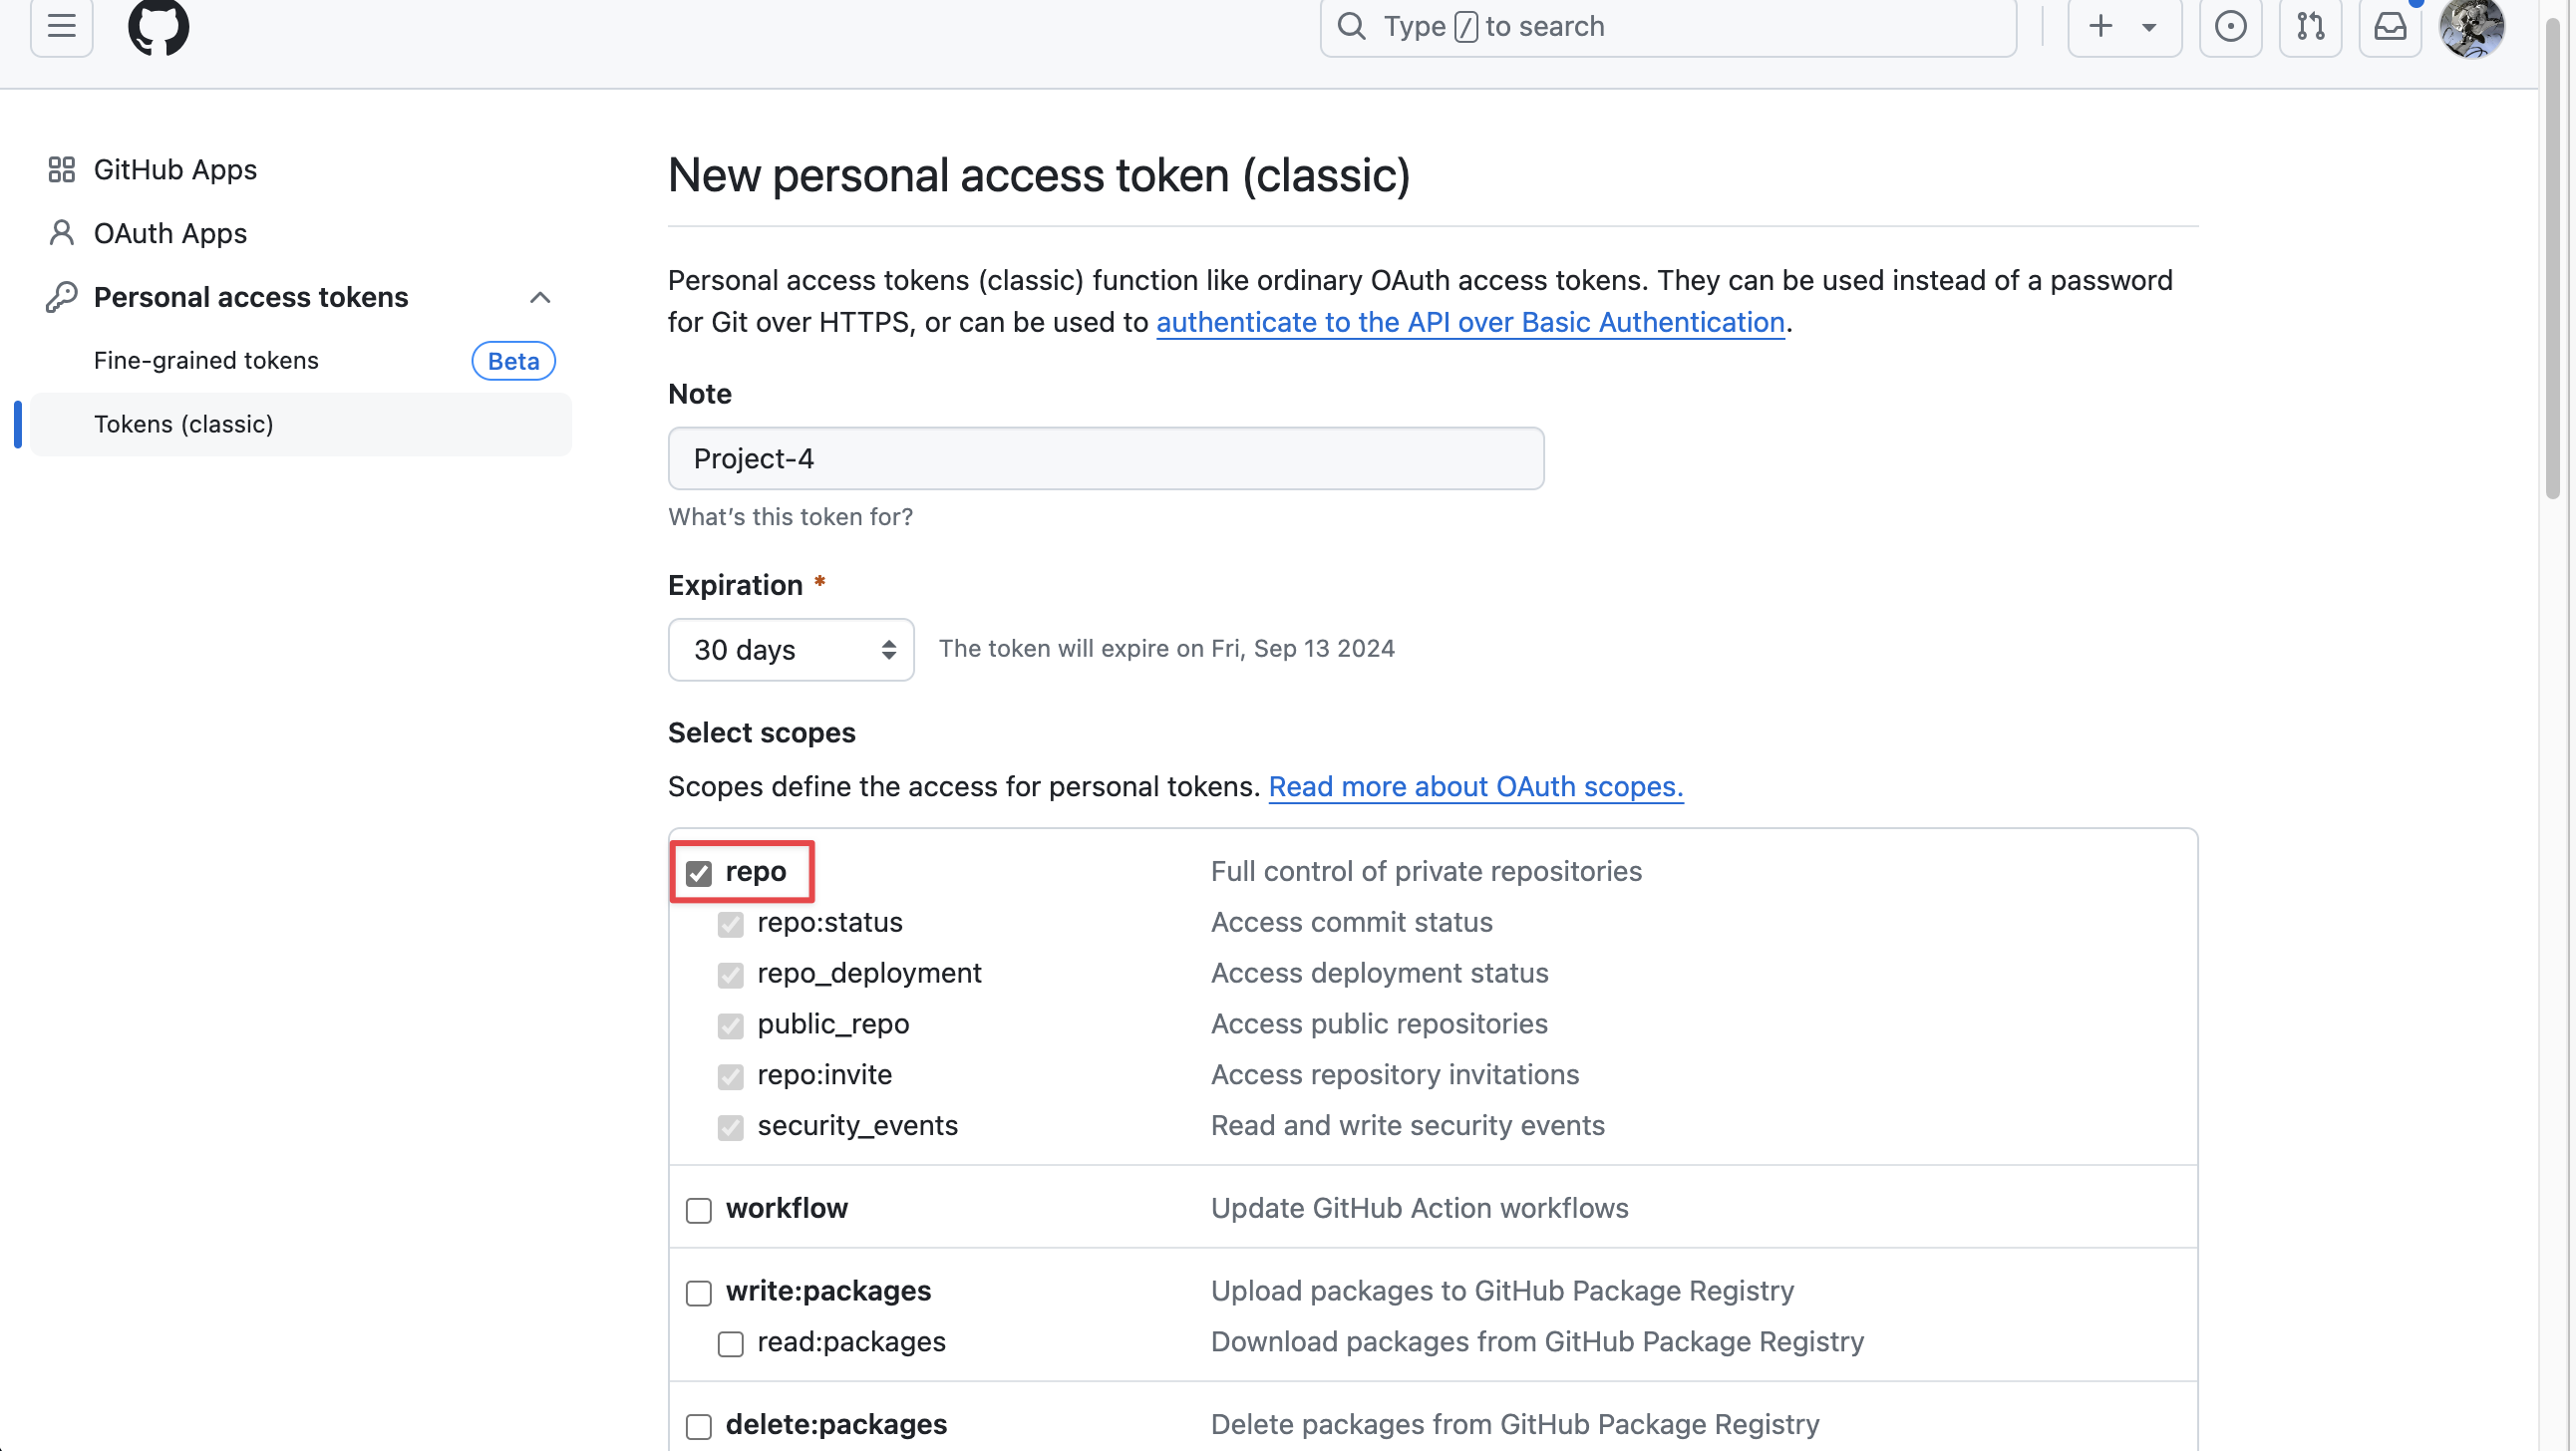 Type / to search
GitHub Apps
OAuth Apps
Personal access tokens
Fine-grained tokens Beta
Tokens (classic)
New personal access token (classic)
Personal access tokens (classic) function like ordinary OAuth access tokens. They can be used instead of a password
for Git over HTTPS, or can be used to authenticate to the API over Basic Authentication.
Note
Project-4
What's this token for?
Expiration *
30 days The token will expire on Fri, Sep 13 2024
Select scopes
Scopes define the access for personal tokens. Read more about OAuth scopes.
repo Full control of private repositories
repo:status Access commit status
repo_deployment Access deployment status
public_repo Access public repositories
repo:invite Access repository invitations
security_events Read and write security events
workflow Update GitHub Action workflows
write:packages Upload packages to GitHub Package Registry
read:packages Download packages from GitHub Package Registry
delete:packages Delete packages from GitHub Package Registry